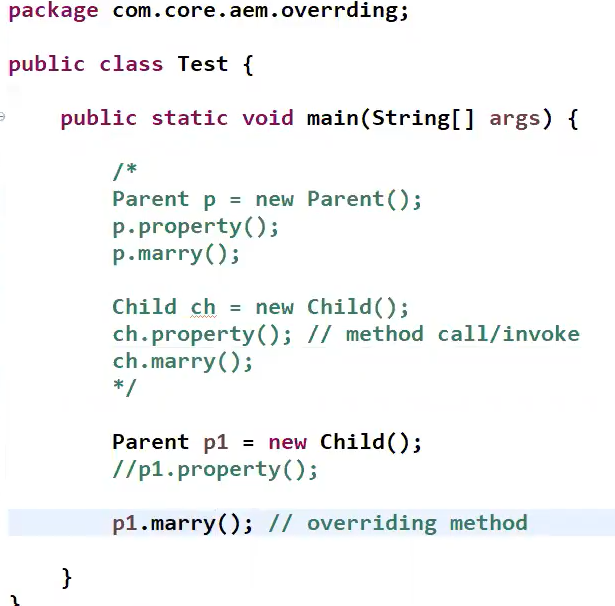 package com.core.aem.overrding;
public class Test {
public static void main(String[] args) {
/*
Parent p = new Parent();
p.property();
p.marry();
Child ch = new Child();
ch.property(); // method call/invoke
ch.marry();
*/
Parent p1 = new Child();
//p1.property();
p1.marry(); // overriding method
}
}